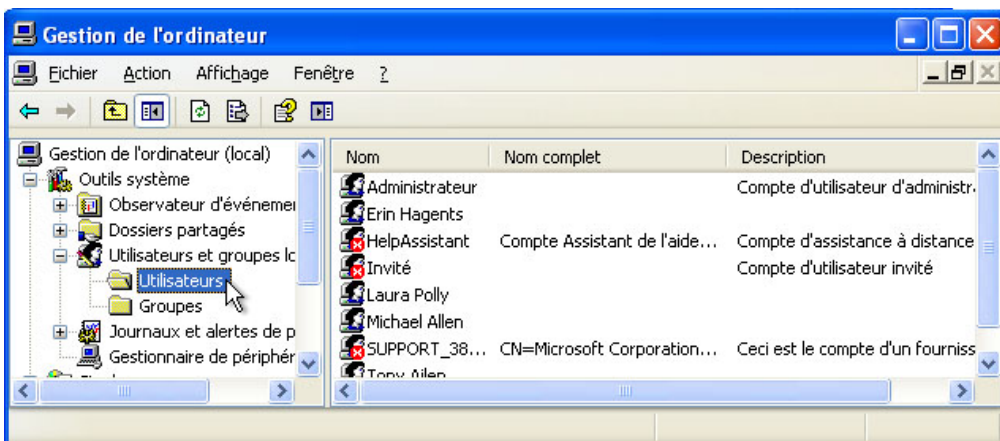 Gestion de l'ordinateur
Fichier Action Affichage Fenêtre ?
Gestion de l'ordinateur (local)
Outils système
Observateur d'événemei
Dossiers partagés
Utilisateurs et groupes lc
Utilisateurs
Groupes
Journaux et alertes de p
Gestionnaire de périphér
Nom Nom complet Description
Administrateur Compte d'utilisateur d'administr
Erin Hagents
HelpAssistant Compte Assistant de l'aide... Compte d'assistance à distance
Invité Compte d'utilisateur invité
Laura Polly
Michael Allen
SUPPORT_38... CN=Microsoft Corporation... Ceci est le compte d'un fourniss
Tony